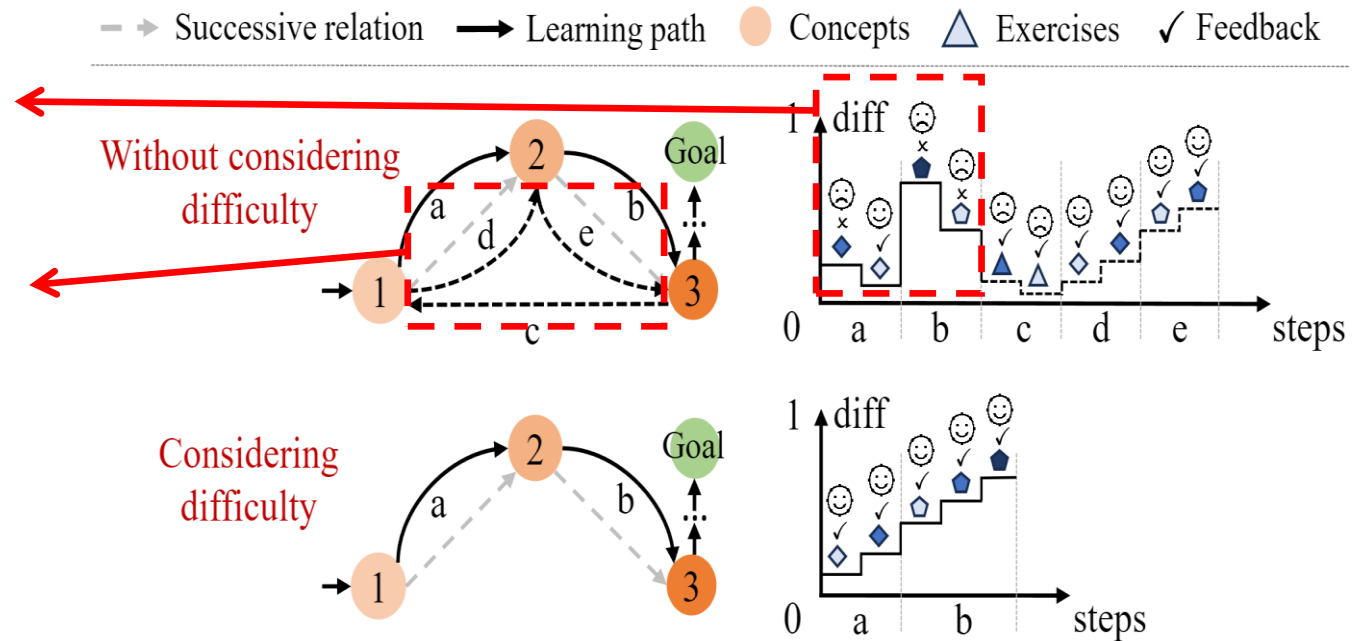 Successive relation Learning path Concepts Exercises Feedback
Without considering
difficulty
1
2
3
Goal
...
a
b
c
d
e
1 diff
0 a b c d e steps
Considering
difficulty
1
2
3
Goal
...
a
b
1 diff
0 a b steps